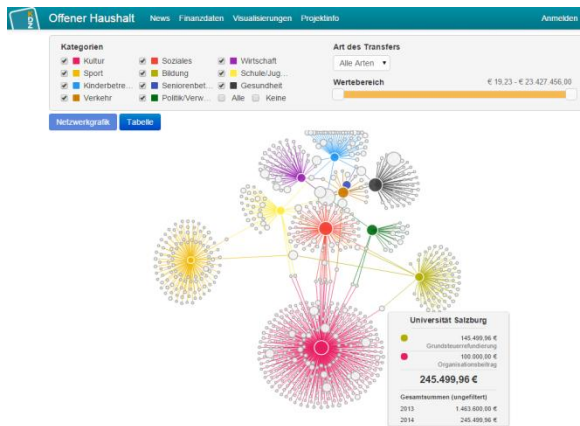 Offener Haushalt News Finanzdaten Visualisierungen Projektinfo Anmelden
Kategorien
Kultur Soziales Wirtschaft
Sport Bildung Schule/Jug...
Kinderbetre... Seniorenbet... Gesundheit
Verkehr Politik/Verw... Alle Keine
Art des Transfers
Alle Arten
Wertebereich € 19,23 - € 23.427.456,00
Netzwerkgrafik Tabelle
Universität Salzburg
145.499,96 €
Grundsteuerrefundierung
100.000,00 €
Organisationsbeitrag
245.499,96 €
Gesamtsummen (ungefiltert)
2013 1.463.600,00 €
2014 245.499,96 €